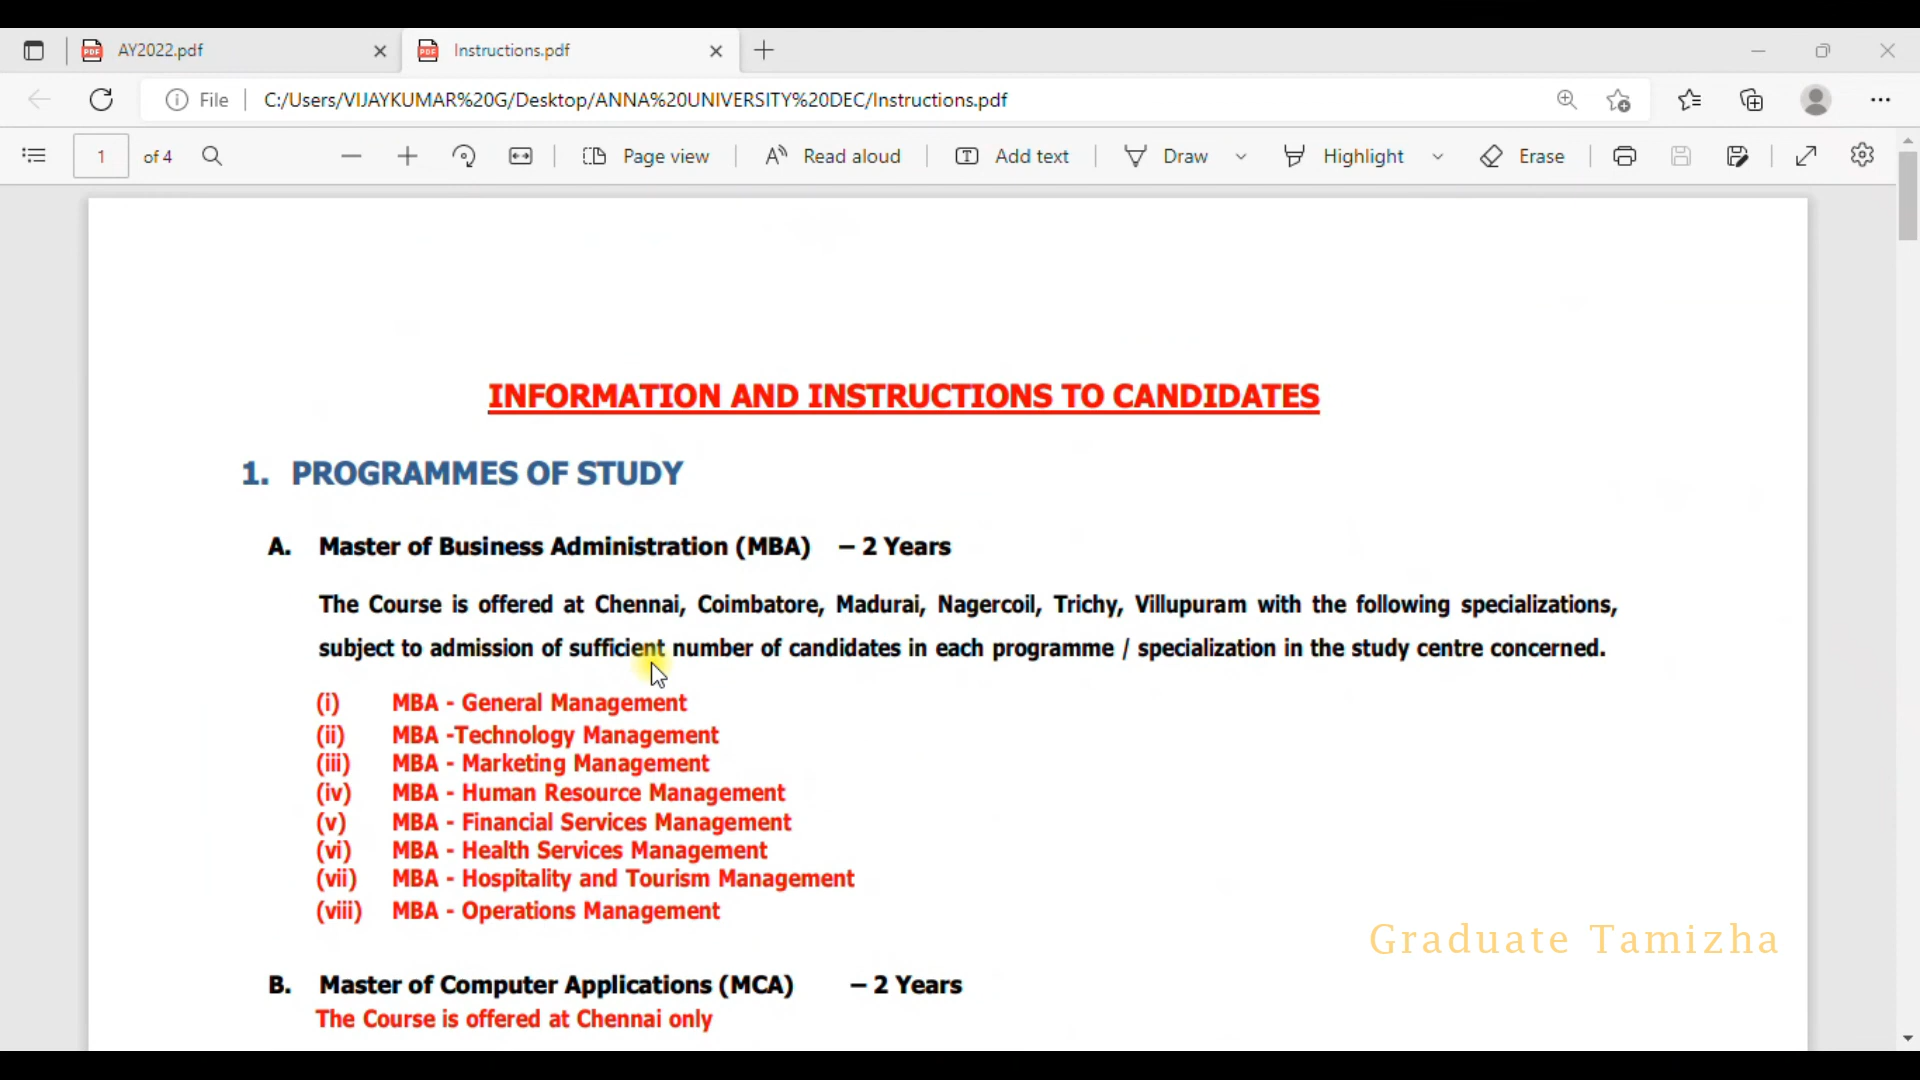 AY2022.pdf
Instructions.pdf
File
C:/Users/VIJAYKUMAR%20G/Desktop/ANNA%20UNIVERSITY%20DEC/Instructions.pdf
1 of 4
Page view
Read aloud
Add text
Draw
Highlight
Erase
INFORMATION AND INSTRUCTIONS TO CANDIDATES
1. PROGRAMMES OF STUDY
A. Master of Business Administration (MBA) – 2 Years
The Course is offered at Chennai, Coimbatore, Madurai, Nagercoil, Trichy, Villupuram with the following specializations,
subject to admission of sufficient number of candidates in each programme / specialization in the study centre concerned.
(i) MBA - General Management
(ii) MBA -Technology Management
(iii) MBA - Marketing Management
(iv) MBA - Human Resource Management
(v) MBA - Financial Services Management
(vi) MBA - Health Services Management
(vii) MBA - Hospitality and Tourism Management
(viii) MBA - Operations Management
Graduate Tamizha
B. Master of Computer Applications (MCA) – 2 Years
The Course is offered at Chennai only